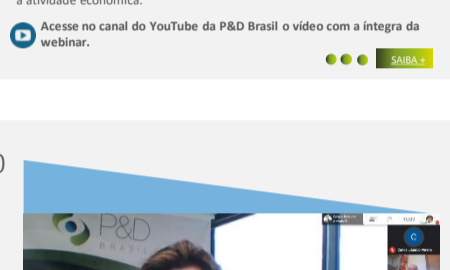 a atividade econômica.
Acesse no canal do YouTube da P&D Brasil o vídeo com a íntegra da
webinar.
SAIBA +
P&D
BRASIL
C